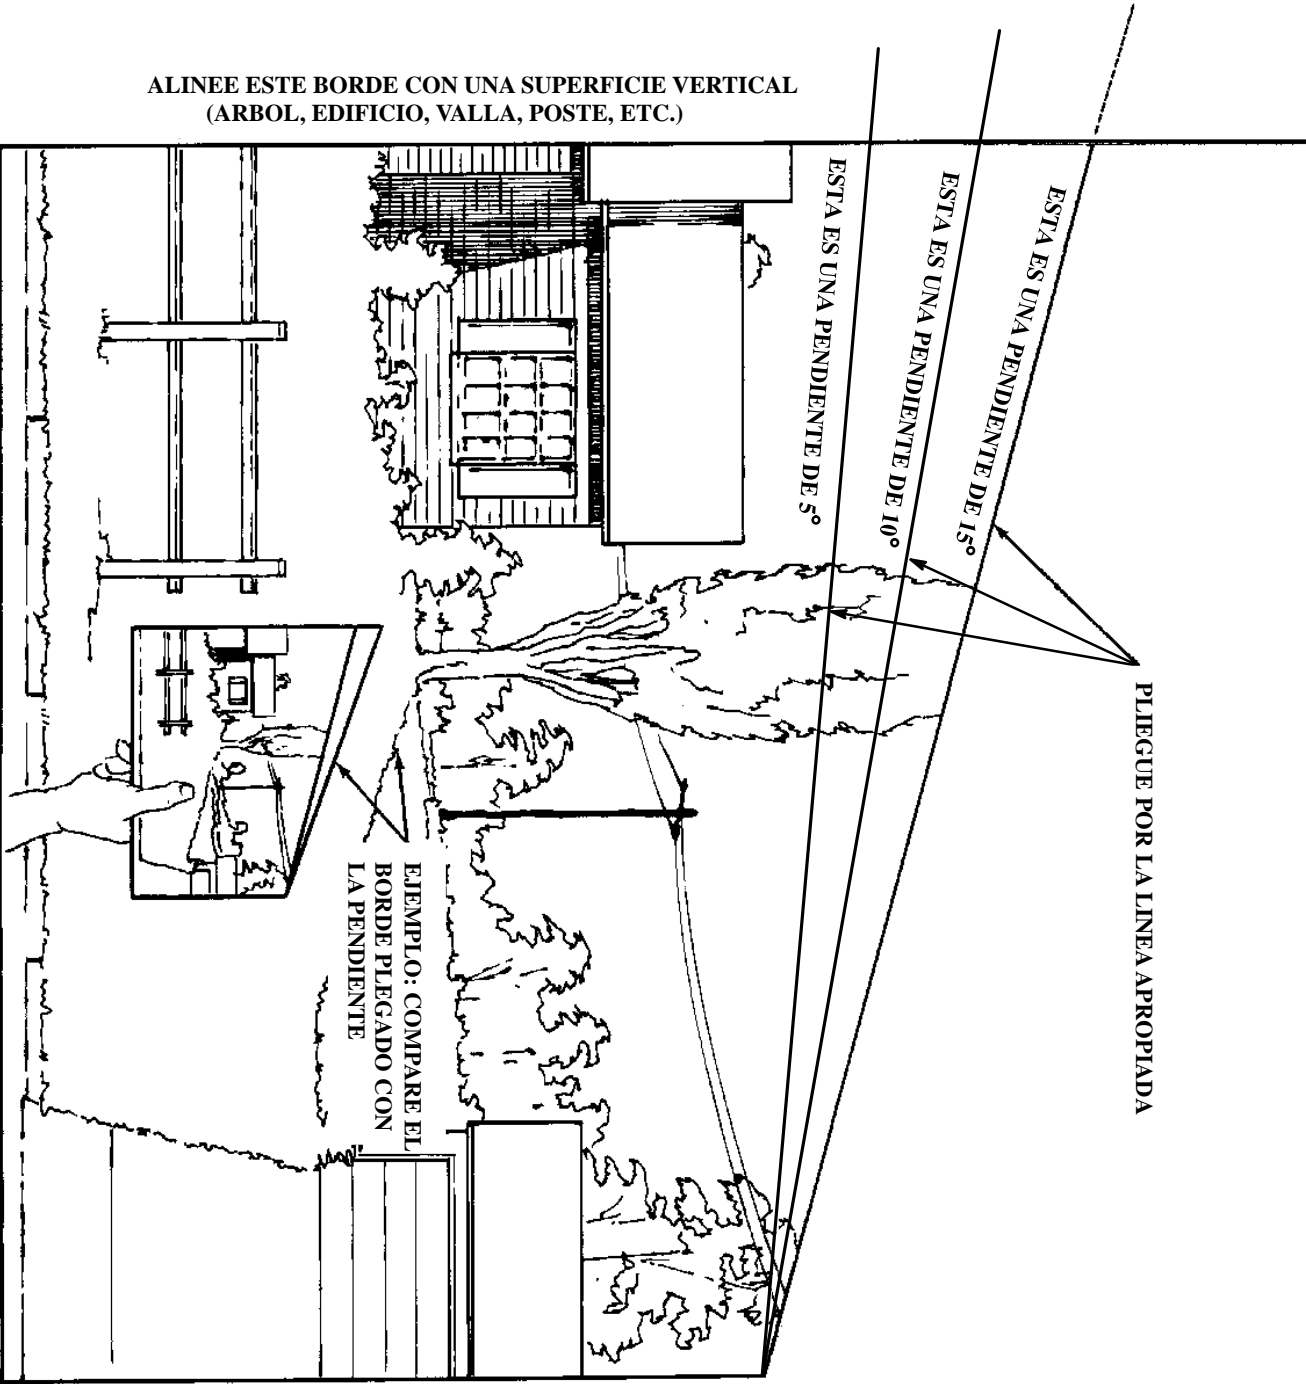 ALINEE ESTE BORDE CON UNA SUPERFICIE VERTICAL
(ARBOL, EDIFICIO, VALLA, POSTE, ETC.)
ESTA ES UNA PENDIENTE DE 15°
ESTA ES UNA PENDIENTE DE 10°
ESTA ES UNA PENDIENTE DE 5°
PLIEGUE POR LA LINEA APROPIADA
EJEMPLO: COMPARE EL
BORDE PLEGADO CON
LA PENDIENTE